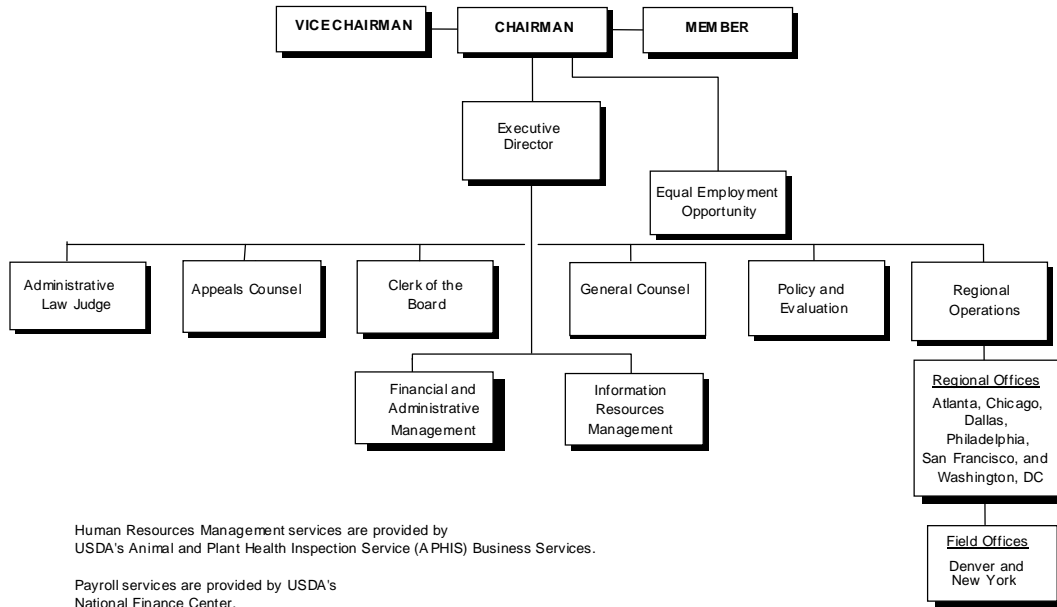 VICE CHAIRMAN
CHAIRMAN
MEMBER
Executive
Director
Equal Employment
Opportunity
Administrative
Law Judge
Appeals Counsel
Clerk of the
Board
General Counsel
Policy and
Evaluation
Regional
Operations
Financial and
Administrative
Management
Information
Resources
Management
Regional Offices
Atlanta, Chicago,
Dallas,
Philadelphia,
San Francisco, and
Washington, DC
Field Offices
Denver and
New York
Human Resources Management services are provided by
USDA's Animal and Plant Health Inspection Service (APHIS) Business Services.
Payroll services are provided by USDA's
National Finance Center.